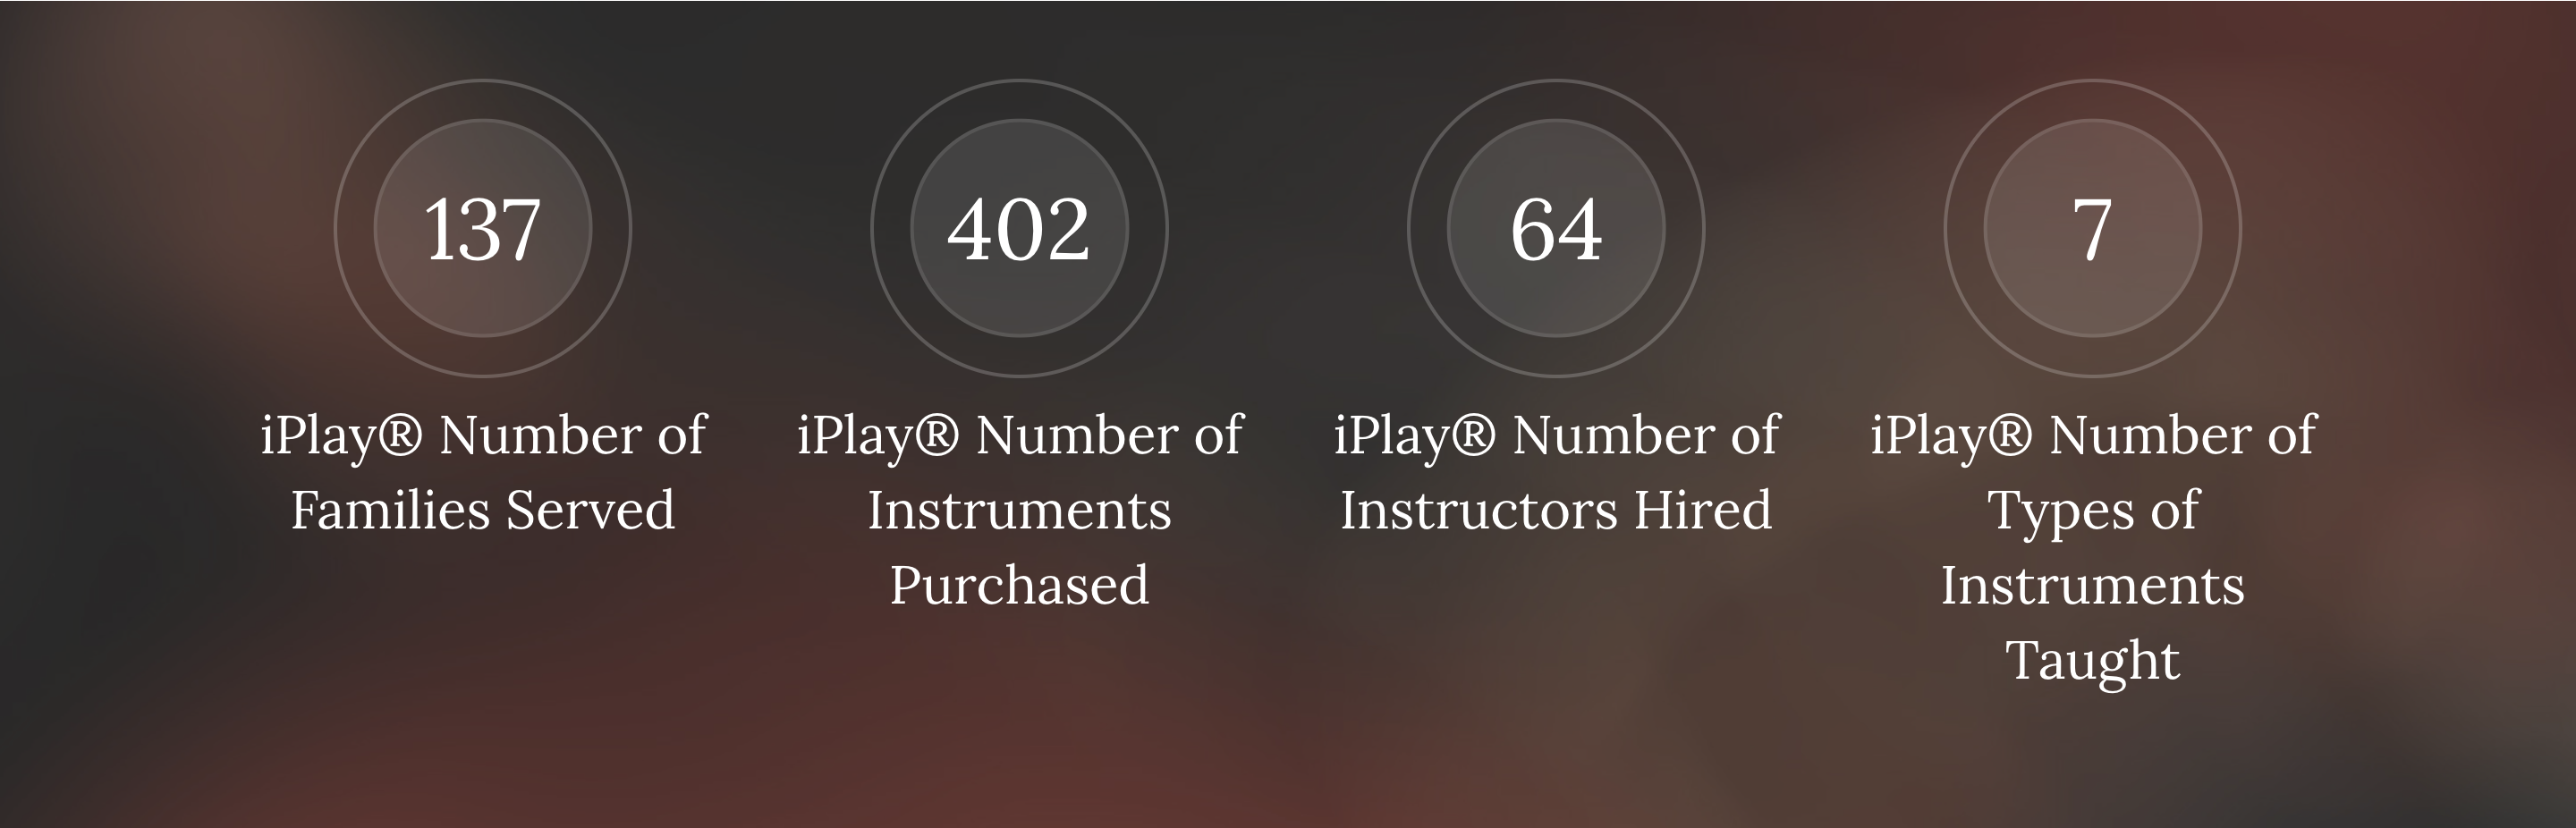 137
iPlay® Number of
Families Served
402
iPlay® Number of
Instruments
Purchased
64
iPlay® Number of
Instructors Hired
7
iPlay® Number of
Types of
Instruments
Taught